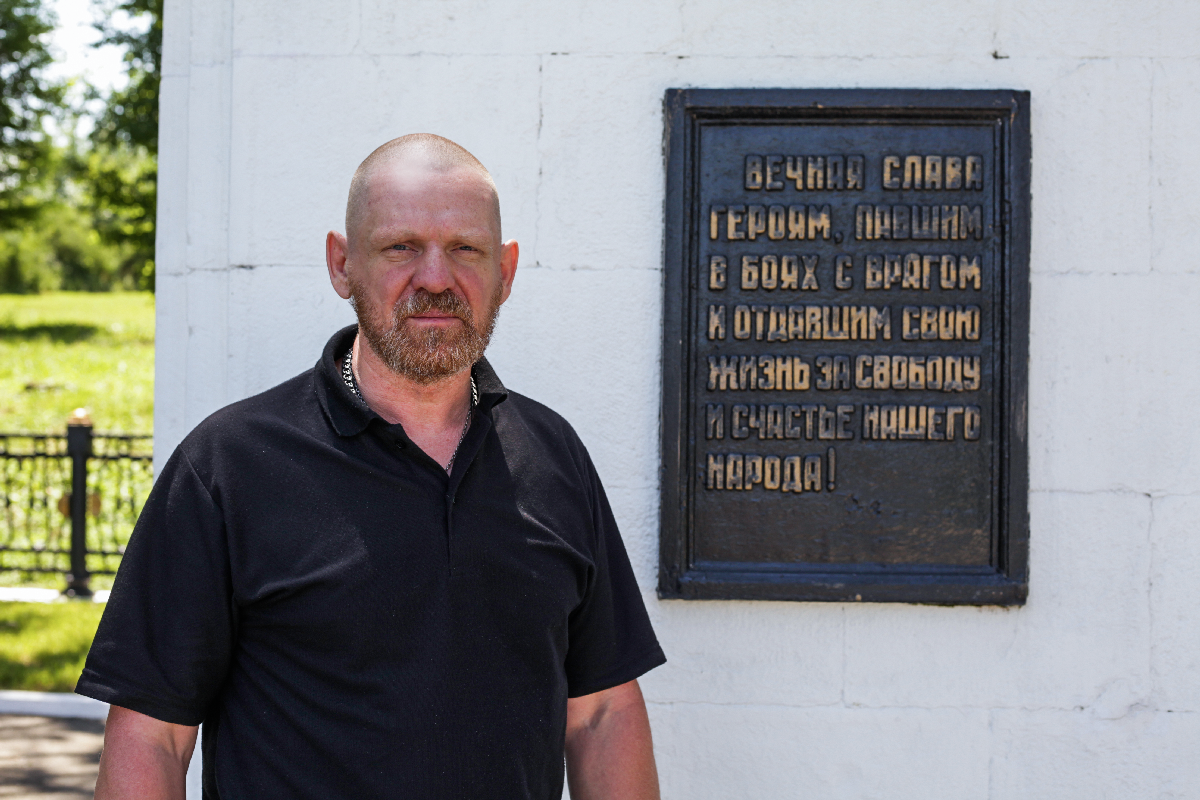 ВЕЧНАЯ СЛАВА
ГЕРОЯМ, ПАВШИМ
В БОЯХ С ВРАГОМ
И ОТДАВШИМ СВОЮ
ЖИЗНЬ ЗА СВОБОДУ
И СЧАСТЬЕ НАШЕГО
НАРОДА!